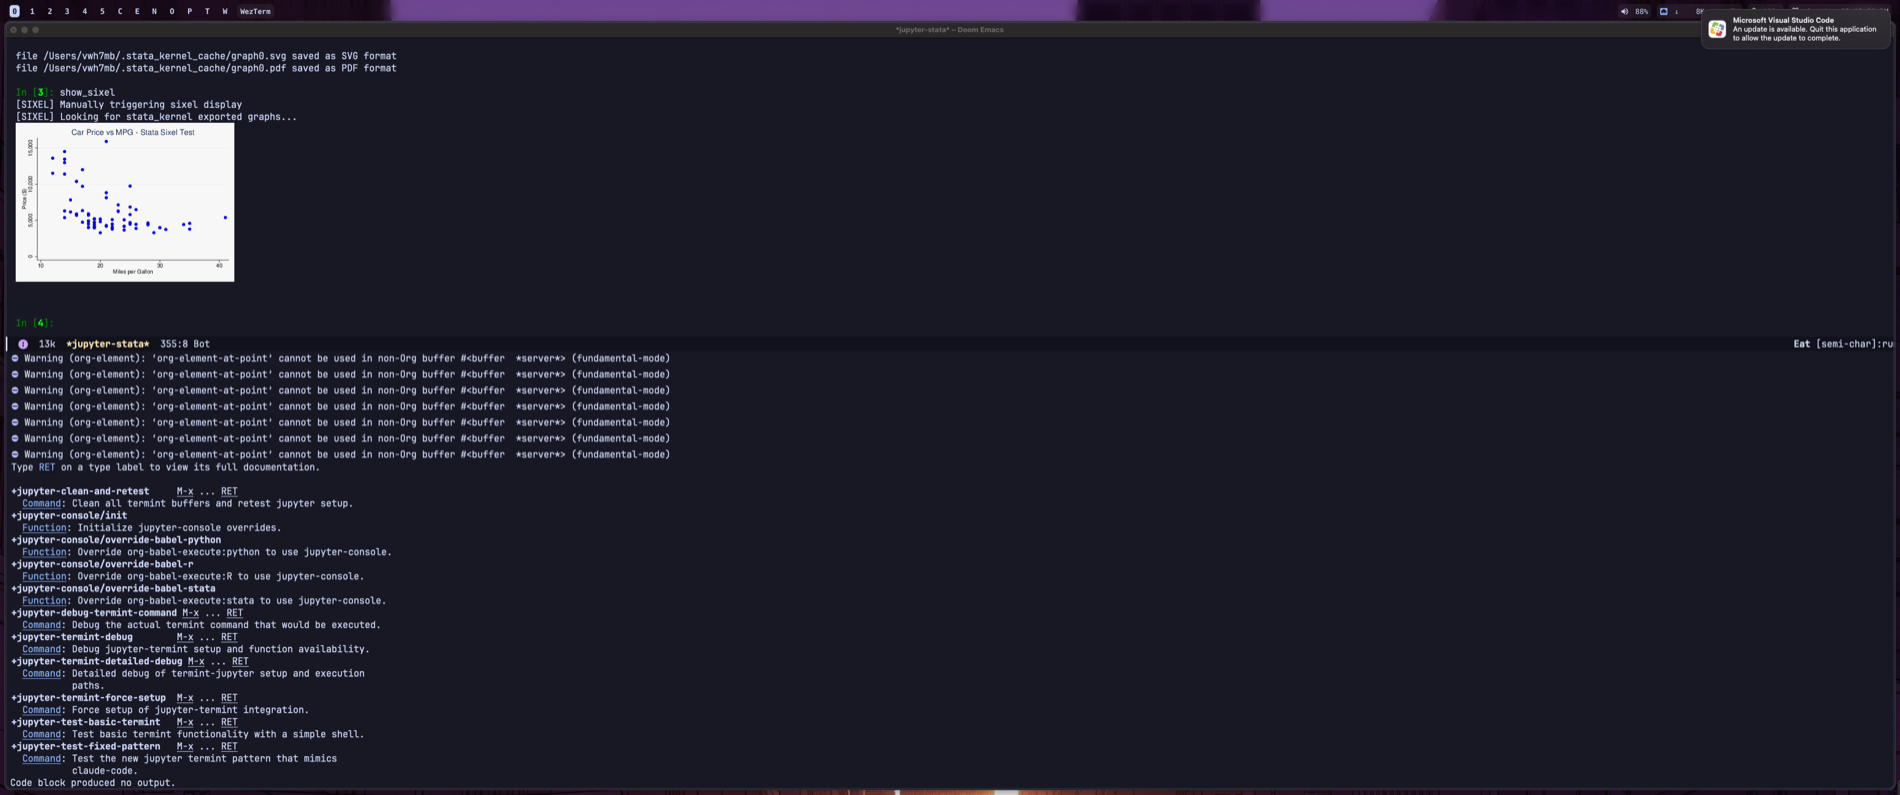 0 1 2 3 4 5 C E N O P T W WezTerm
88% ↓ 8K
*jupyter-stata* – Doom Emacs
Microsoft Visual Studio Code
An update is available. Quit this application
to allow the update to complete.
file /Users/vwh7mb/.stata_kernel_cache/graph0.svg saved as SVG format
file /Users/vwh7mb/.stata_kernel_cache/graph0.pdf saved as PDF format
In [3]: show_sixel
[SIXEL] Manually triggering sixel display
[SIXEL] Looking for stata_kernel exported graphs...
Car Price vs MPG - Stata Sixel Test
15,000
10,000
5,000
0
Price ($)
10 20 30 40
Miles per Gallon
In [4]:
13k *jupyter-stata* 355:8 Bot
Eat [semi-char]:ru
Warning (org-element): ‘org-element-at-point’ cannot be used in non-Org buffer #<buffer  *server*> (fundamental-mode)
Warning (org-element): ‘org-element-at-point’ cannot be used in non-Org buffer #<buffer  *server*> (fundamental-mode)
Warning (org-element): ‘org-element-at-point’ cannot be used in non-Org buffer #<buffer  *server*> (fundamental-mode)
Warning (org-element): ‘org-element-at-point’ cannot be used in non-Org buffer #<buffer  *server*> (fundamental-mode)
Warning (org-element): ‘org-element-at-point’ cannot be used in non-Org buffer #<buffer  *server*> (fundamental-mode)
Warning (org-element): ‘org-element-at-point’ cannot be used in non-Org buffer #<buffer  *server*> (fundamental-mode)
Warning (org-element): ‘org-element-at-point’ cannot be used in non-Org buffer #<buffer  *server*> (fundamental-mode)
Type RET on a type label to view its full documentation.
+jupyter-clean-and-retest M-x ... RET
Command: Clean all termint buffers and retest jupyter setup.
+jupyter-console/init
Function: Initialize jupyter-console overrides.
+jupyter-console/override-babel-python
Function: Override org-babel-execute:python to use jupyter-console.
+jupyter-console/override-babel-r
Function: Override org-babel-execute:R to use jupyter-console.
+jupyter-console/override-babel-stata
Function: Override org-babel-execute:stata to use jupyter-console.
+jupyter-debug-termint-command M-x ... RET
Command: Debug the actual termint command that would be executed.
+jupyter-termint-debug M-x ... RET
Command: Debug jupyter-termint setup and function availability.
+jupyter-termint-detailed-debug M-x ... RET
Command: Detailed debug of termint-jupyter setup and execution
paths.
+jupyter-termint-force-setup M-x ... RET
Command: Force setup of jupyter-termint integration.
+jupyter-test-basic-termint M-x ... RET
Command: Test basic termint functionality with a simple shell.
+jupyter-test-fixed-pattern M-x ... RET
Command: Test the new jupyter termint pattern that mimics
claude-code.
Code block produced no output.